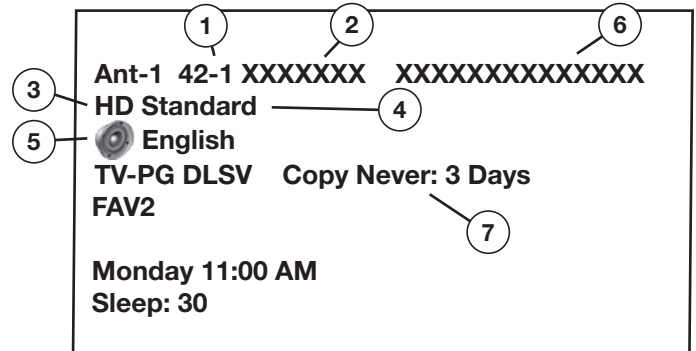 1 2 6
Ant-1 42-1 XXXXXXX XXXXXXXXXXXXXX
3 HD Standard 4
5 English
TV-PG DLSV Copy Never: 3 Days
FAV2 7
Monday 11:00 AM
Sleep: 30